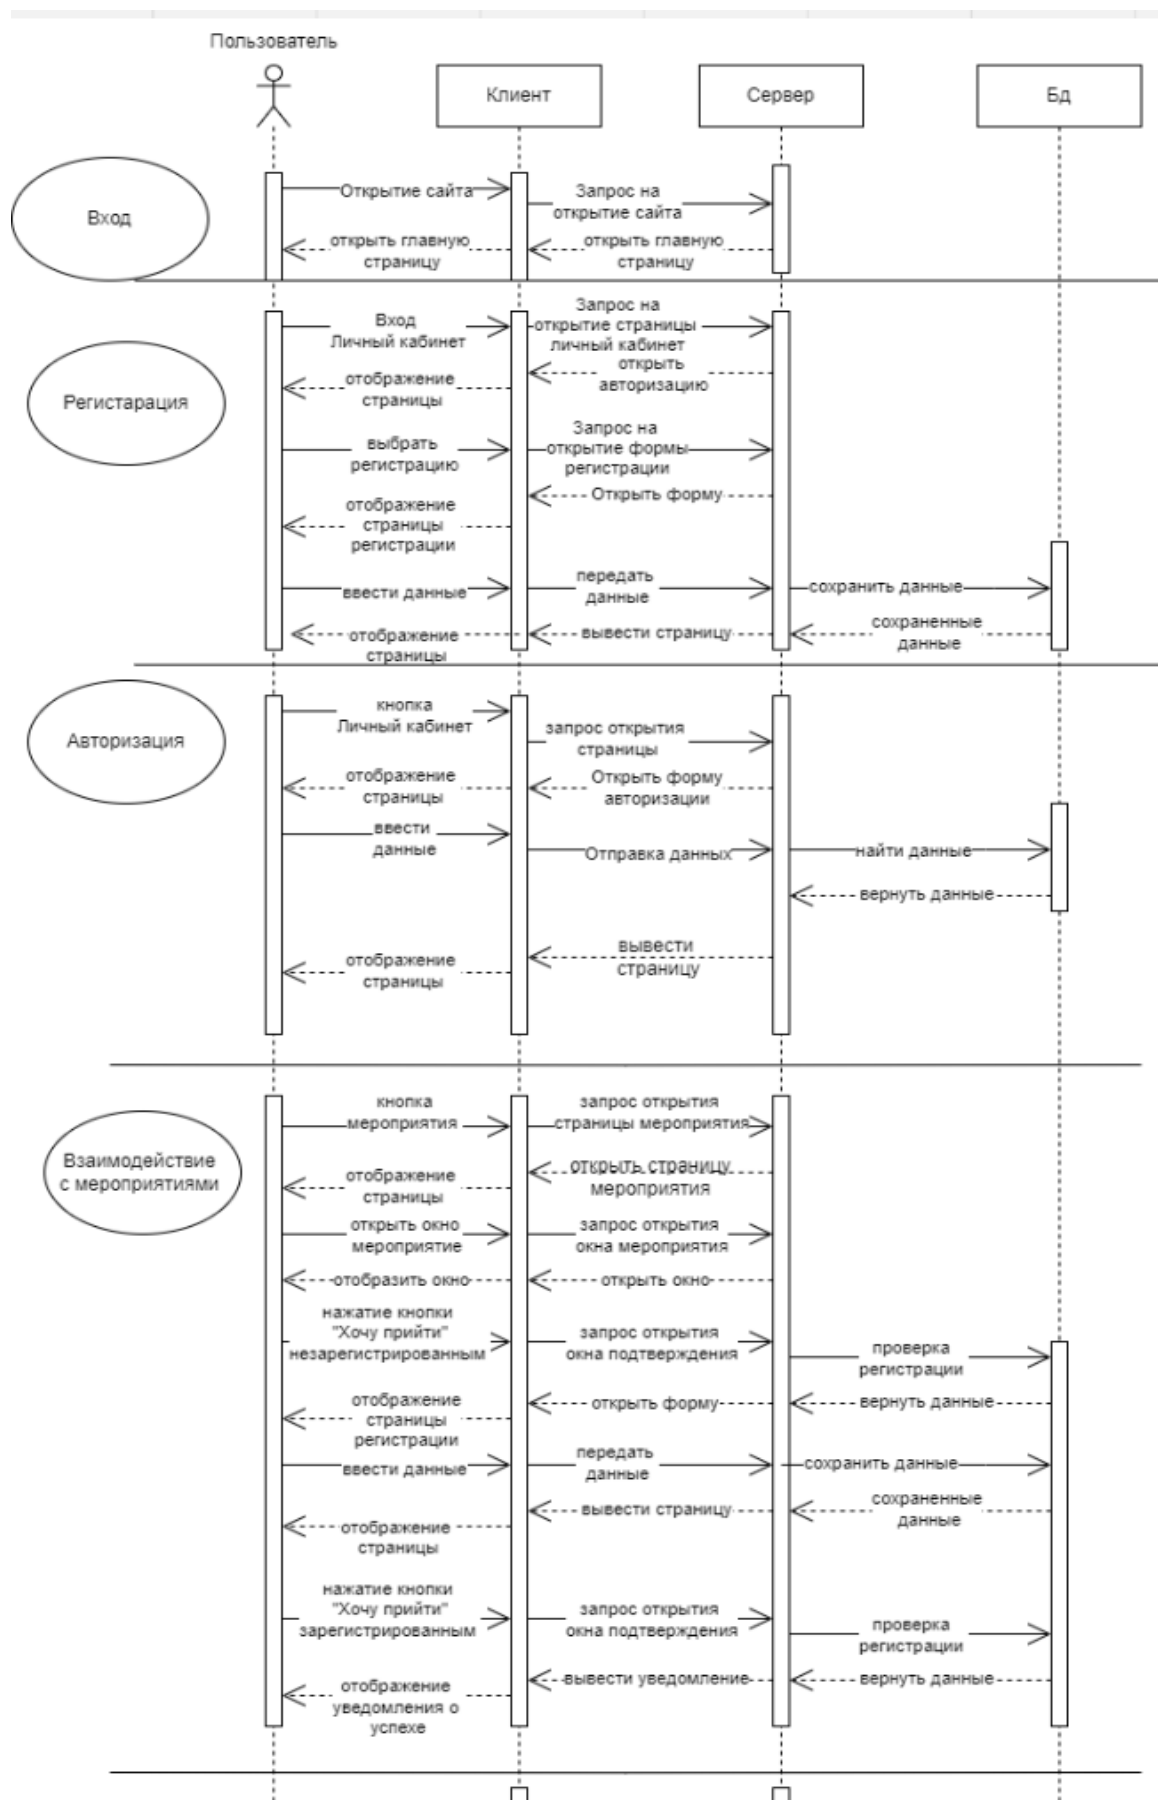 Пользователь
Клиент
Сервер
Бд
Вход
Открытие сайта
Запрос на
открытие сайта
открыть главную
страницу
открыть главную
страницу
Регистарация
Вход
Личный кабинет
Запрос на
открытие страницы
личный кабинет
открыть
авторизацию
отображение
страницы
выбрать
регистрацию
Запрос на
открытие формы
регистрации
Открыть форму
отображение
страницы
регистрации
ввести данные
передать
данные
сохранить данные
сохраненные
данные
вывести страницу
отображение
страницы
Авторизация
кнопка
Личный кабинет
запрос открытия
страницы
Открыть форму
авторизации
отображение
страницы
ввести
данные
Отправка данных
найти данные
вернуть данные
вывести
страницу
отображение
страницы
Взаимодействие
с мероприятиями
кнопка
мероприятия
запрос открытия
страницы мероприятия
открыть страницу
мероприятия
отображение
страницы
открыть окно
мероприятие
запрос открытия
окна мероприятия
открыть окно
отобразить окно
нажатие кнопки
"Хочу прийти"
незарегистрированным
запрос открытия
окна подтверждения
проверка
регистрации
вернуть данные
открыть форму
отображение
страницы
регистрации
ввести данные
передать
данные
сохранить данные
сохраненные
данные
вывести страницу
отображение
страницы
нажатие кнопки
"Хочу прийти"
зарегистрированным
запрос открытия
окна подтверждения
проверка
регистрации
вернуть данные
вывести уведомление
отображение
уведомления о
успехе